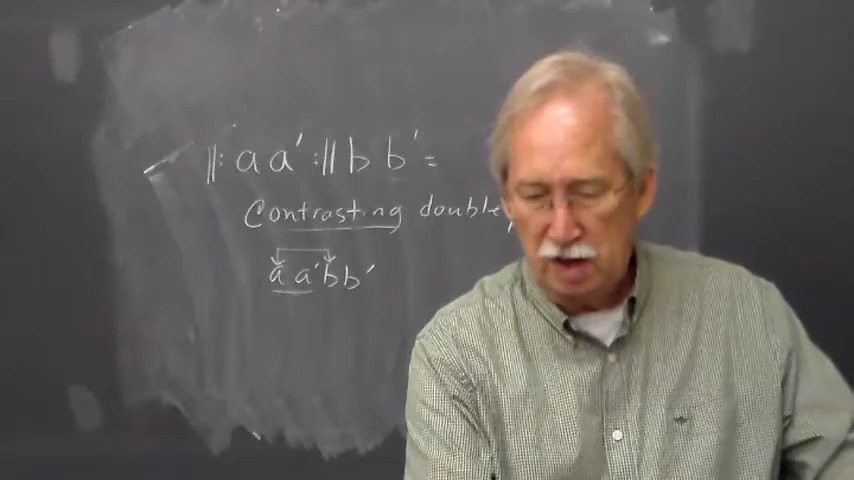 ||: a a' :|| b b' =
Contrasting double
a a' b b'